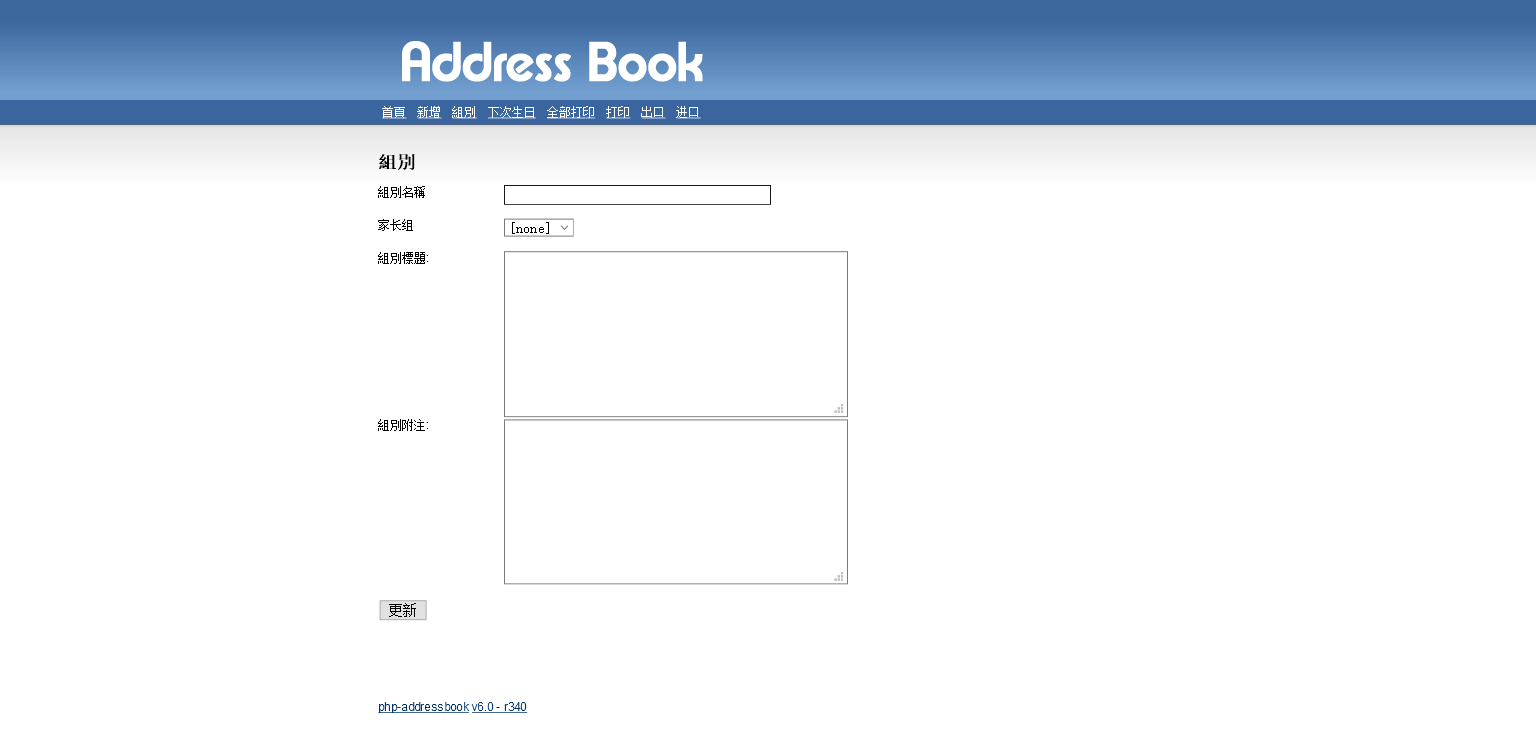 Address Book
首頁 新增 組別 下次生日 全部打印 打印 出口 进口
組別
組別名稱
家长组 [none]
組別標題:
組別附注:
更新
php-addressbook v6.0 - r340